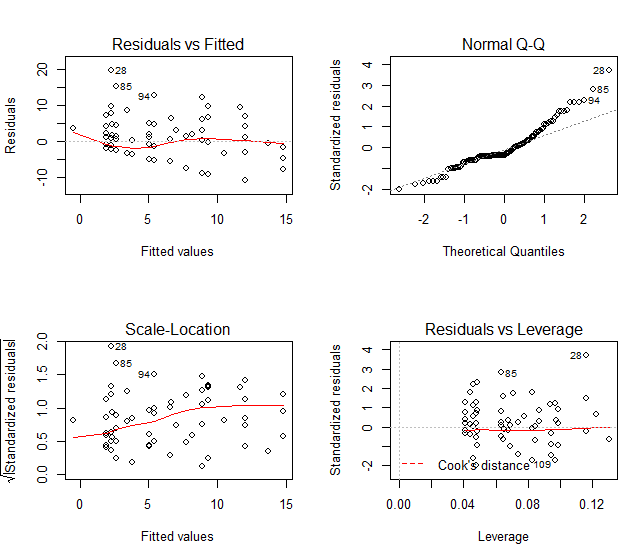 Residuals vs Fitted
Residuals
20
10
0
-10
28
85
94
0 5 10 15
Fitted values
Normal Q-Q
Standardized residuals
4
3
2
1
0
-2
28
85
94
-2 -1 0 1 2
Theoretical Quantiles
Scale-Location
√|Standardized residuals|
2.0
1.5
1.0
0.5
0.0
28
85
94
0 5 10 15
Fitted values
Residuals vs Leverage
Standardized residuals
4
2
1
0
-2
28
85
Cook's distance
109
0.00 0.04 0.08 0.12
Leverage